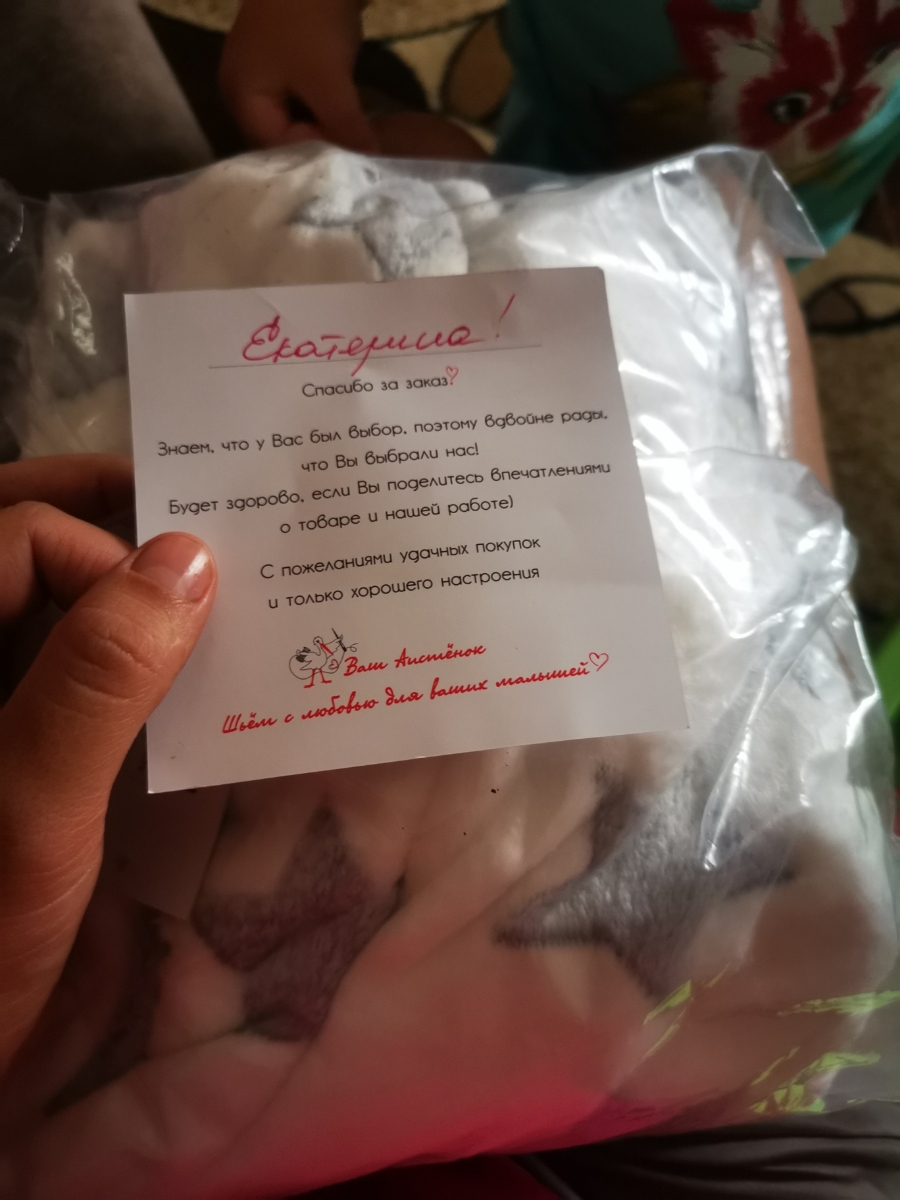 Екатерина!
Спасибо за заказ
Знаем, что у Вас был выбор, поэтому вдвойне рады,
что Вы выбрали нас!
Будет здорово, если Вы поделитесь впечатлениями
о товаре и нашей работе)
С пожеланиями удачных покупок
и только хорошего настроения
Ваш Аистёнок
Шьём с любовью для ваших малышей